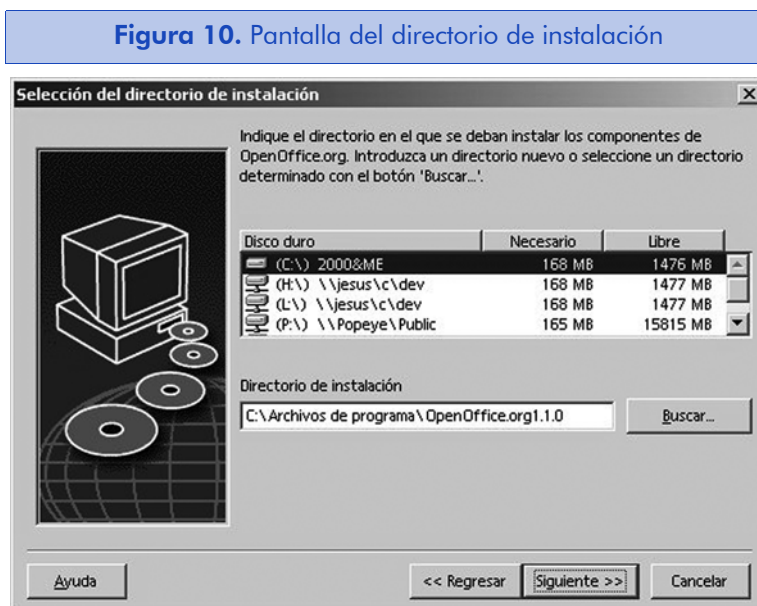 Figura 10. Pantalla del directorio de instalación
Selección del directorio de instalación
Indique el directorio en el que se deban instalar los componentes de
OpenOffice.org. Introduzca un directorio nuevo o seleccione un directorio
determinado con el botón 'Buscar...'.
Disco duro Necesario Libre
(C:\) 2000&ME 168 MB 1476 MB
(H:\) \\jesus\c\dev 168 MB 1477 MB
(L:\) \\jesus\c\dev 168 MB 1477 MB
(P:\) \\Popeye\Public 165 MB 15815 MB
Directorio de instalación
C:\Archivos de programa\OpenOffice.org1.1.0 Buscar...
Ayuda << Regresar Siguiente >> Cancelar